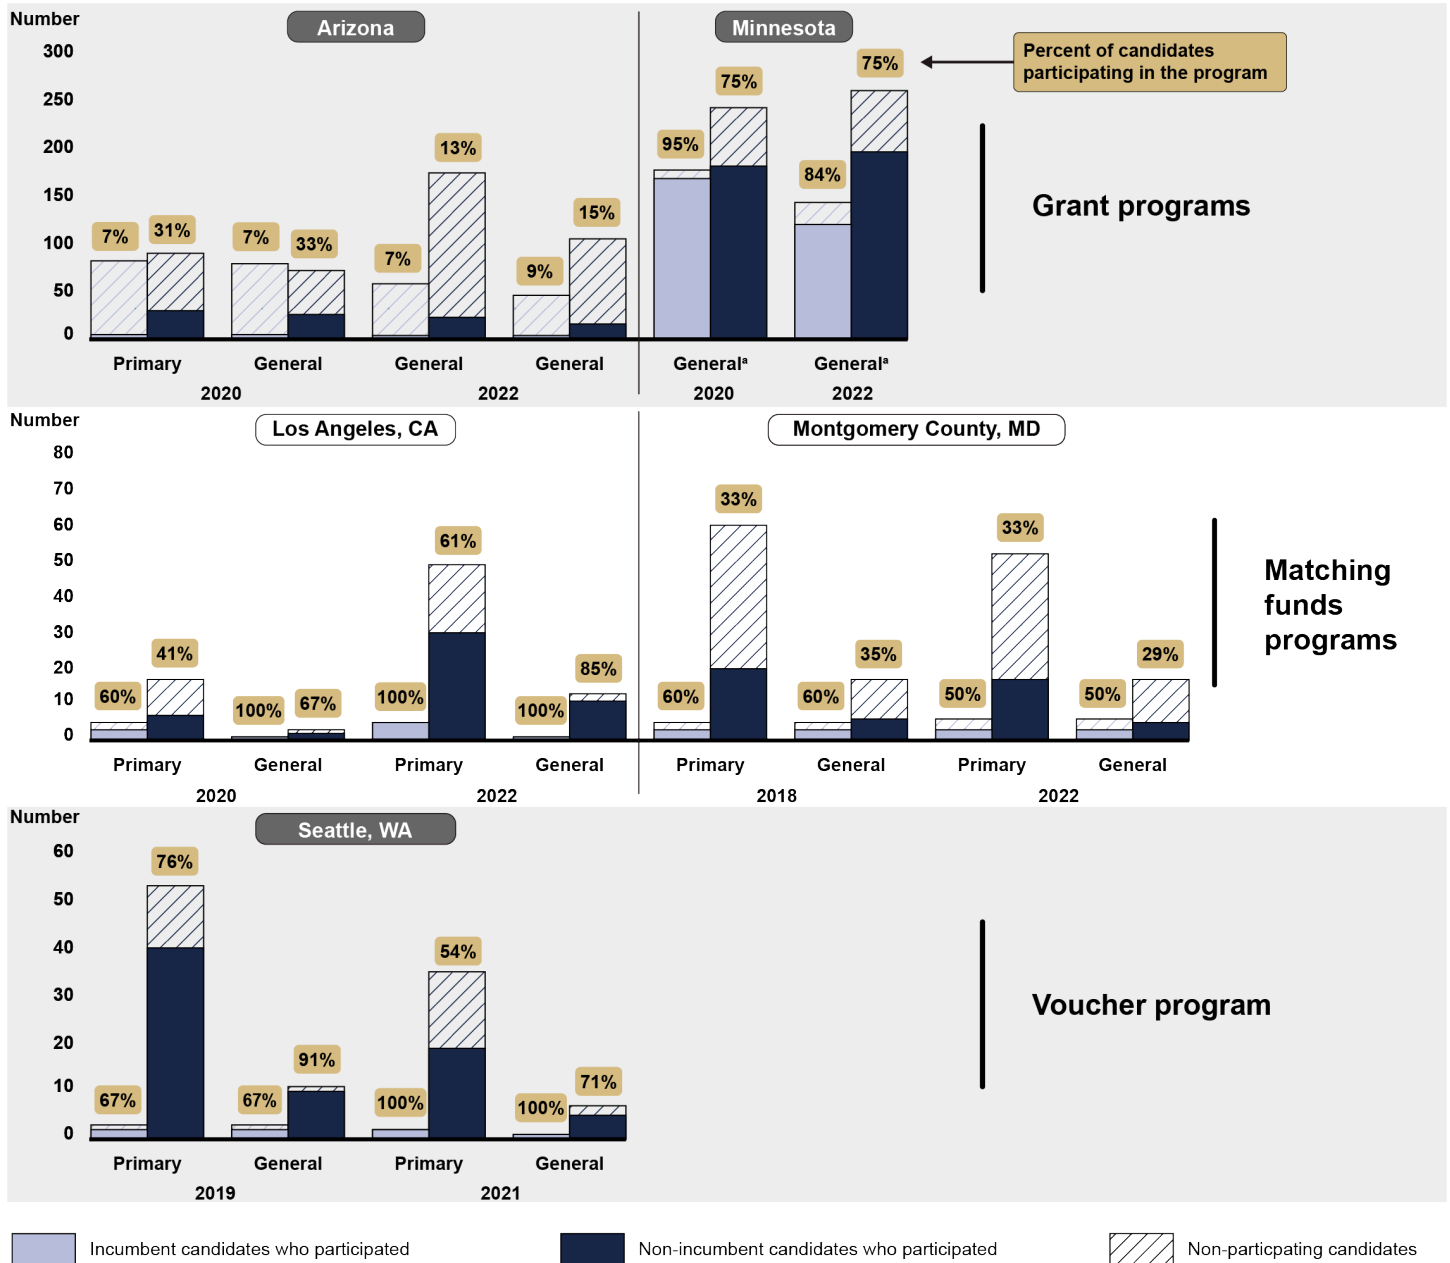 Number
Arizona
Minnesota
300
250
200
150
100
50
0
Percent of candidates
participating in the program
7%
31%
7%
33%
7%
13%
9%
15%
95%
75%
84%
75%
Grant programs
Primary
General
General
General
Generalª
Generalª
2020
2022
2020
2022
Number
Los Angeles, CA
Montgomery County, MD
80
70
60
50
40
30
20
10
0
60%
41%
100%
67%
100%
61%
100%
85%
60%
33%
60%
35%
50%
33%
50%
29%
Matching
funds
programs
Primary
General
Primary
General
Primary
General
Primary
General
2020
2022
2018
2022
Number
Seattle, WA
60
50
40
30
20
10
0
67%
76%
67%
91%
100%
54%
100%
71%
Voucher program
Primary
General
Primary
General
2019
2021
Incumbent candidates who participated
Non-incumbent candidates who participated
Non-particpating candidates